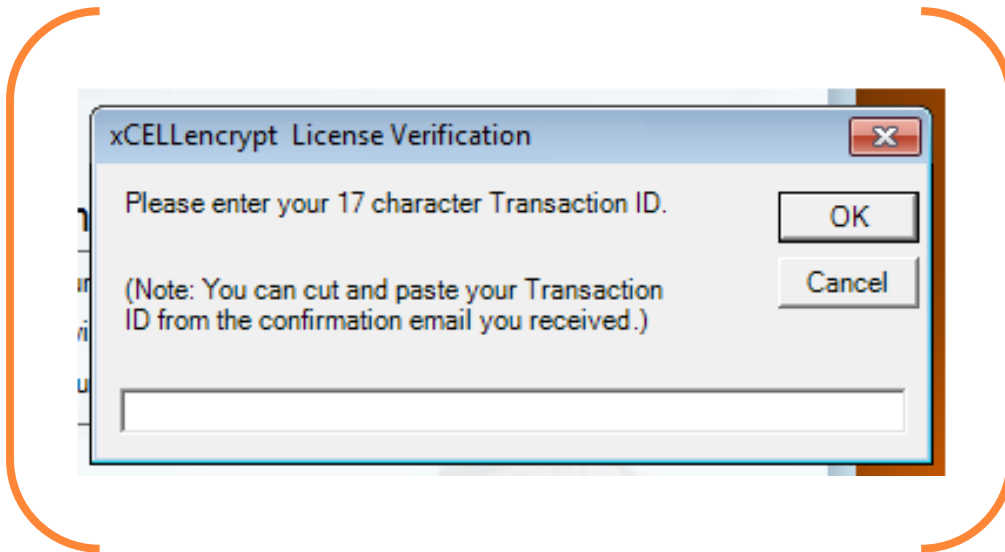 xCELLencrypt License Verification
Please enter your 17 character Transaction ID.
OK
(Note: You can cut and paste your Transaction
ID from the confirmation email you received.)
Cancel